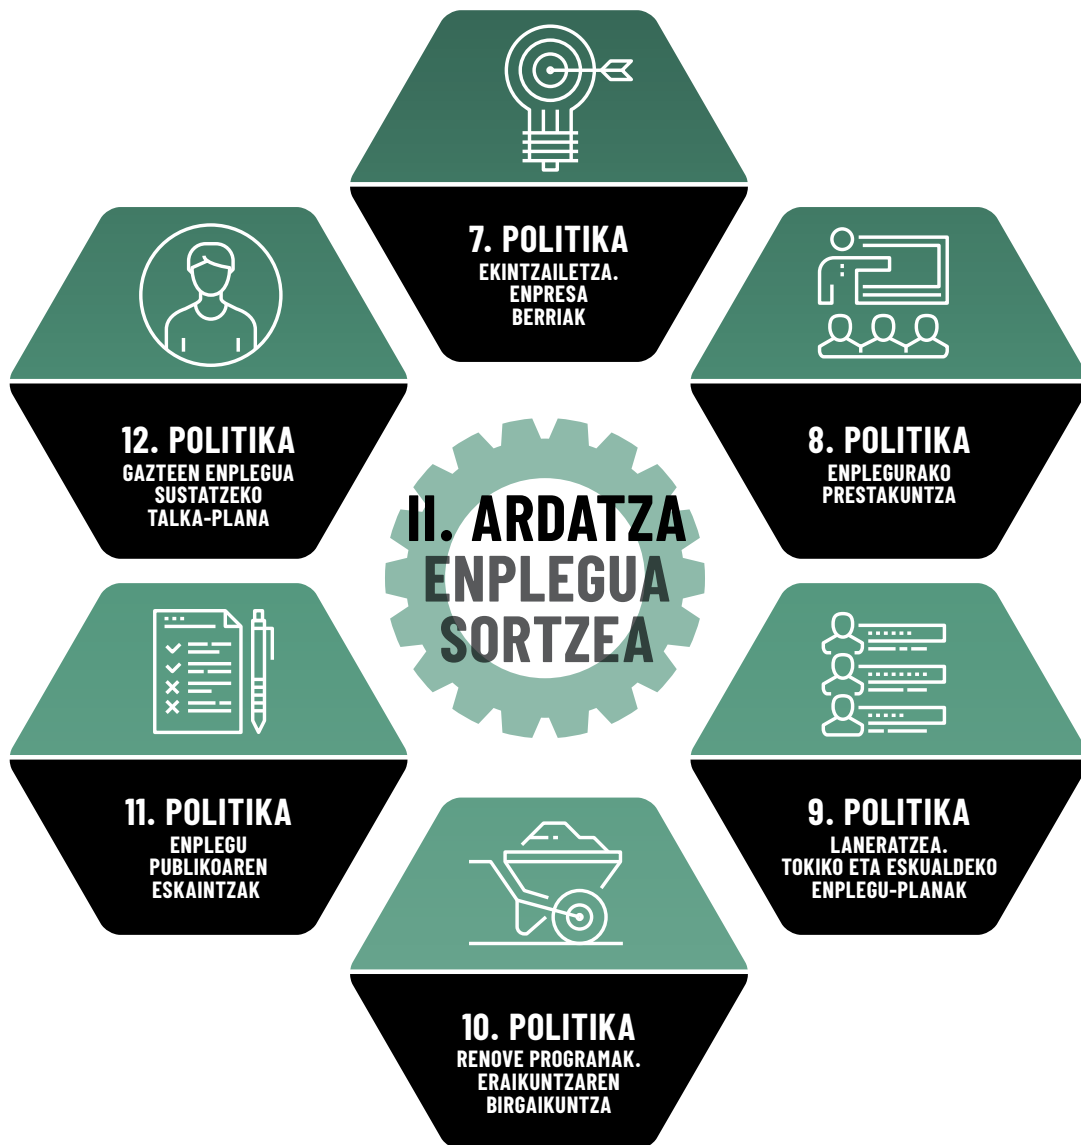 7. POLITIKA
EKINTZAILETZA.
ENPRESA
BERRIAK
8. POLITIKA
ENPLEGURAKO
PRESTAKUNTZA
9. POLITIKA
LANERATZEA.
TOKIKO ETA ESKUALDEKO
ENPLEGU-PLANAK
10. POLITIKA
RENOVE PROGRAMAK.
ERAIKUNTZAREN
BIRGAIKUNTZA
11. POLITIKA
ENPLEGU
PUBLIKOAREN
ESKAINTZAK
12. POLITIKA
GAZTEEN ENPLEGUA
SUSTATZEKO
TALKA-PLANA
II. ARDATZA
ENPLEGUA
SORTZEA